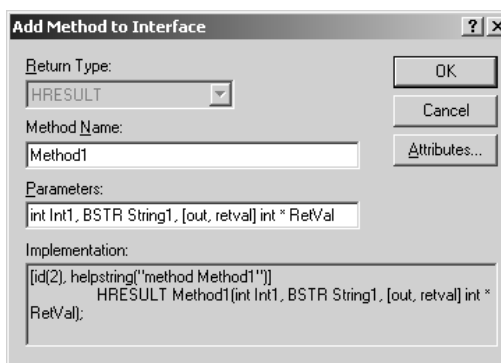 Add Method to Interface
? ×
Return Type:
HRESULT
OK
Cancel
Method Name:
Method1
Attributes...
Parameters:
int Int1, BSTR String1, [out, retval] int * RetVal
Implementation:
[id(2), helpstring("method Method1")]
HRESULT Method1(int Int1, BSTR String1, [out, retval] int *
RetVal);